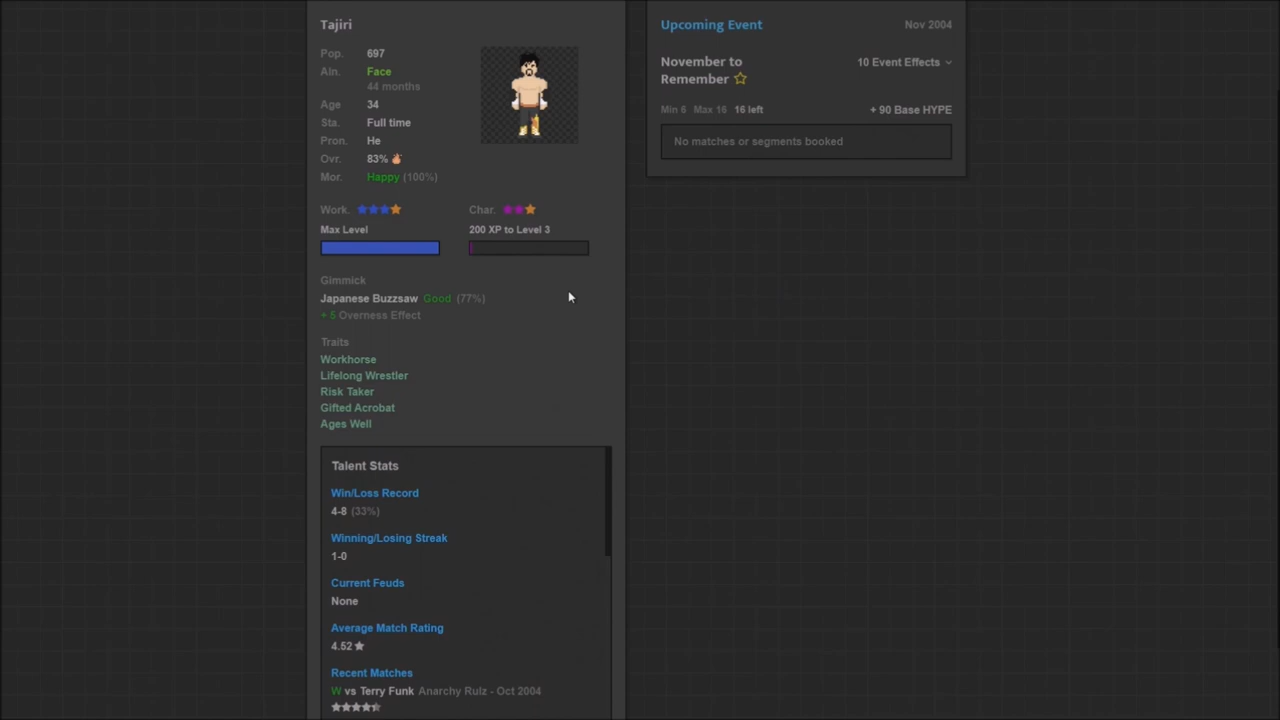 Tajiri
Pop. 697
Aln. Face
44 months
Age 34
Sta. Full time
Pron. He
Ovr. 83%
Mor. Happy (100%)
Work. Char.
Max Level 200 XP to Level 3
Gimmick
Japanese Buzzsaw Good (77%)
+ 5 Overness Effect
Traits
Workhorse
Lifelong Wrestler
Risk Taker
Gifted Acrobat
Ages Well
Talent Stats
Win/Loss Record
4-8 (33%)
Winning/Losing Streak
1-0
Current Feuds
None
Average Match Rating
4.52
Recent Matches
W vs Terry Funk Anarchy Rulz - Oct 2004
Upcoming Event Nov 2004
November to
Remember
10 Event Effects
Min 6 Max 16 16 left + 90 Base HYPE
No matches or segments booked